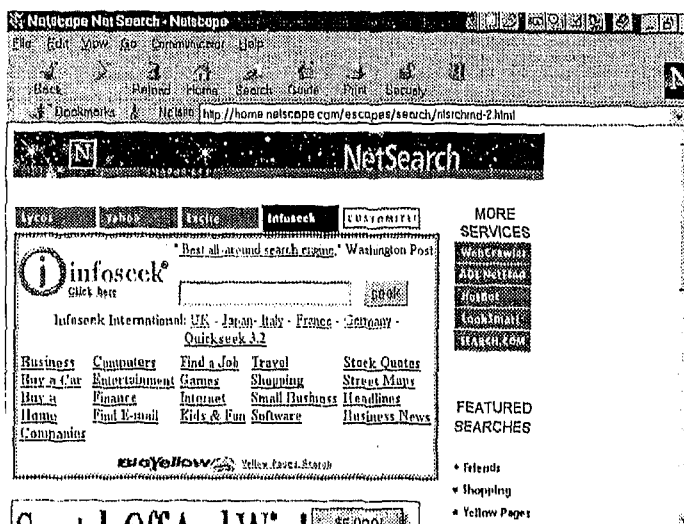 Netscape Net Search - Netscape
File Edit View Go Communicator Help
Back Reload Home Search Guide Print Security
Bookmarks http://home.netscape.com/escapes/search/ntsrchrnd-2.html
N NetSearch
Lycos Yahoo Excite Infoseek CUSTOMIZE!
MORE
SERVICES
WebCrawler
AOL NetFind
HotBot
LookSmart
SEARCH.COM
"Best all-around search engine," Washington Post
infoseek®
Click here
seek
Infoseek International: UK - Japan - Italy - France - Germany -
Quickseek 3.2
Business Computers Find a Job Travel Stock Quotes
Buy a Car Entertainment Games Shopping Street Maps
Buy a Finance Internet Small Business Headlines
Home Find E-mail Kids & Fun Software Business News
Companies
BigYellow Yellow Pages Search
FEATURED
SEARCHES
• Friends
• Shopping
• Yellow Pages
$5,000!